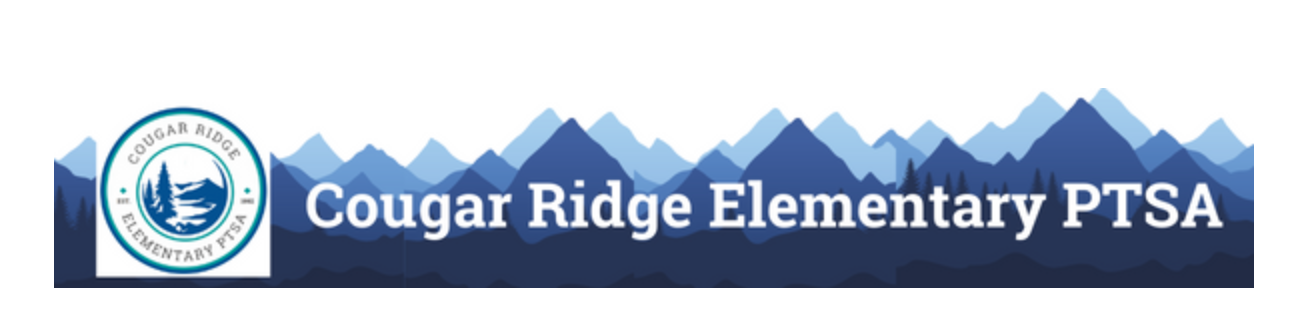 COUGAR RIDGE
EST.
ELEMENTARY PTSA
Cougar Ridge Elementary PTSA